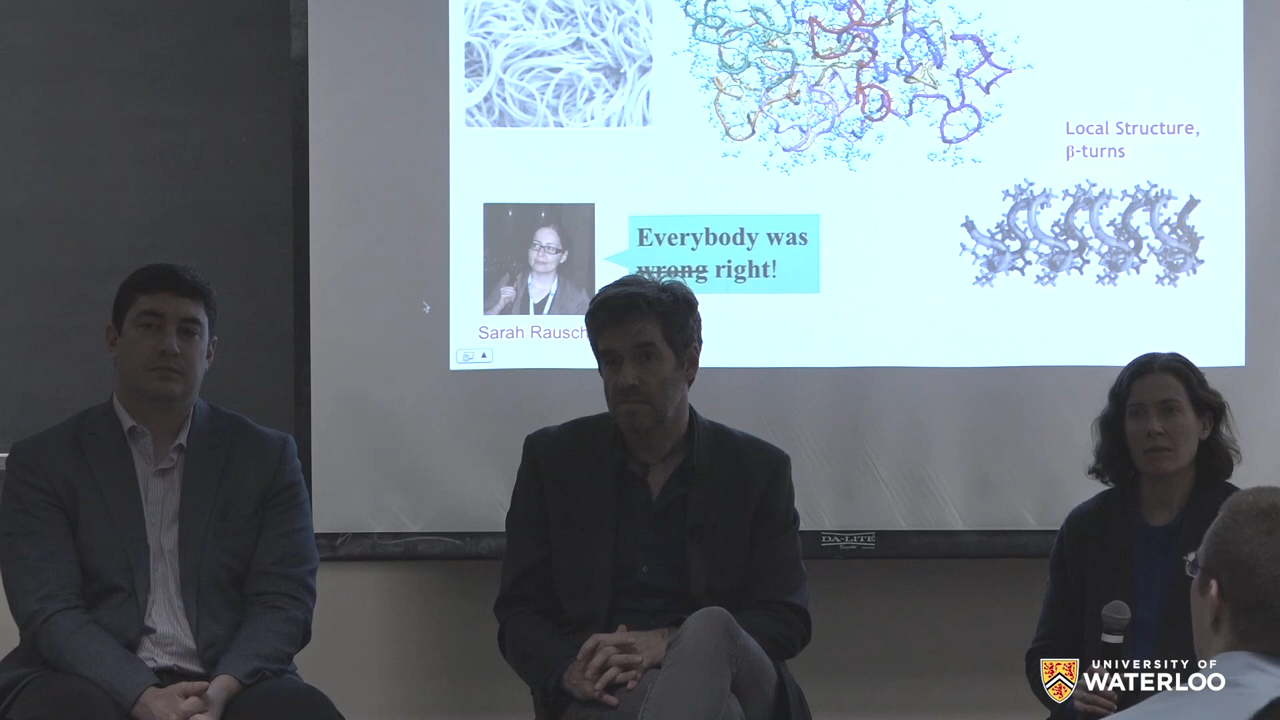 Local Structure,
β-turns
Everybody was
wrong right!
Sarah Rausch
DA-LITE
UNIVERSITY OF
WATERLOO